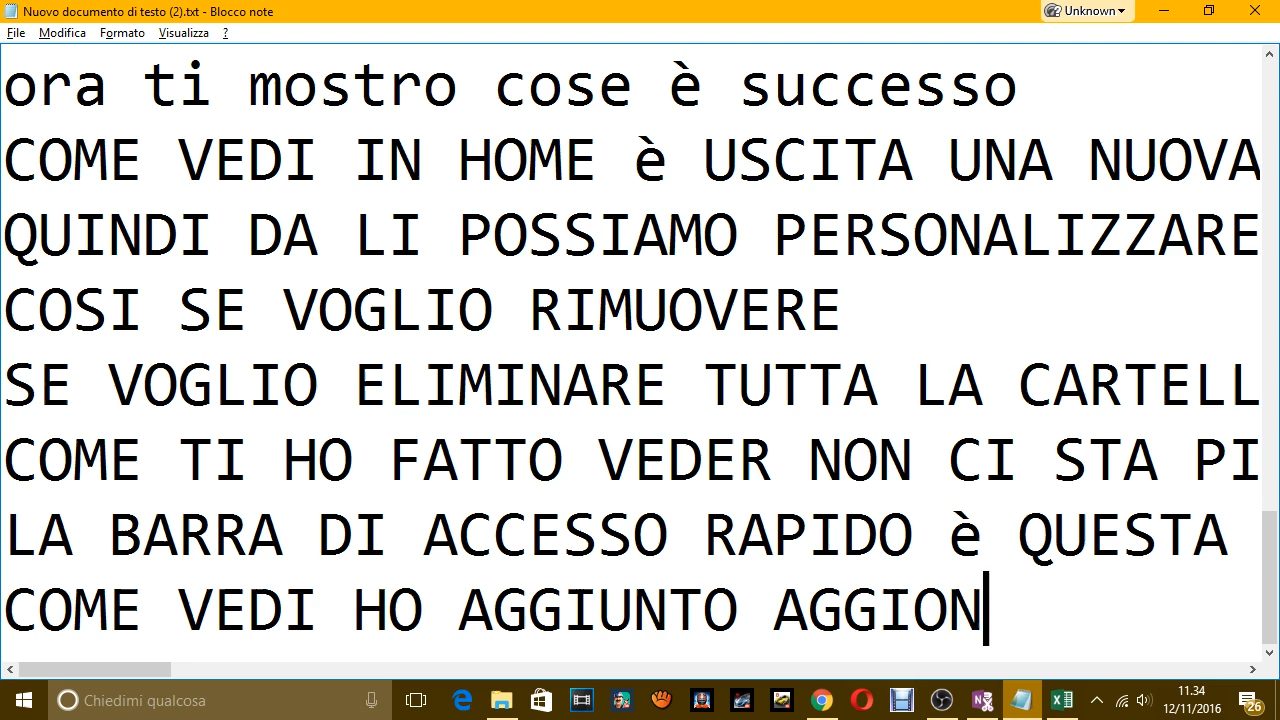 Nuovo documento di testo (2).txt - Blocco note
Unknown
File Modifica Formato Visualizza ?
ora ti mostro cose è successo
COME VEDI IN HOME è USCITA UNA NUOVA
QUINDI DA LI POSSIAMO PERSONALIZZARE
COSI SE VOGLIO RIMUOVERE
SE VOGLIO ELIMINARE TUTTA LA CARTELL
COME TI HO FATTO VEDER NON CI STA PI
LA BARRA DI ACCESSO RAPIDO è QUESTA
COME VEDI HO AGGIUNTO AGGION
Chiedimi qualcosa
11.34
12/11/2016
26